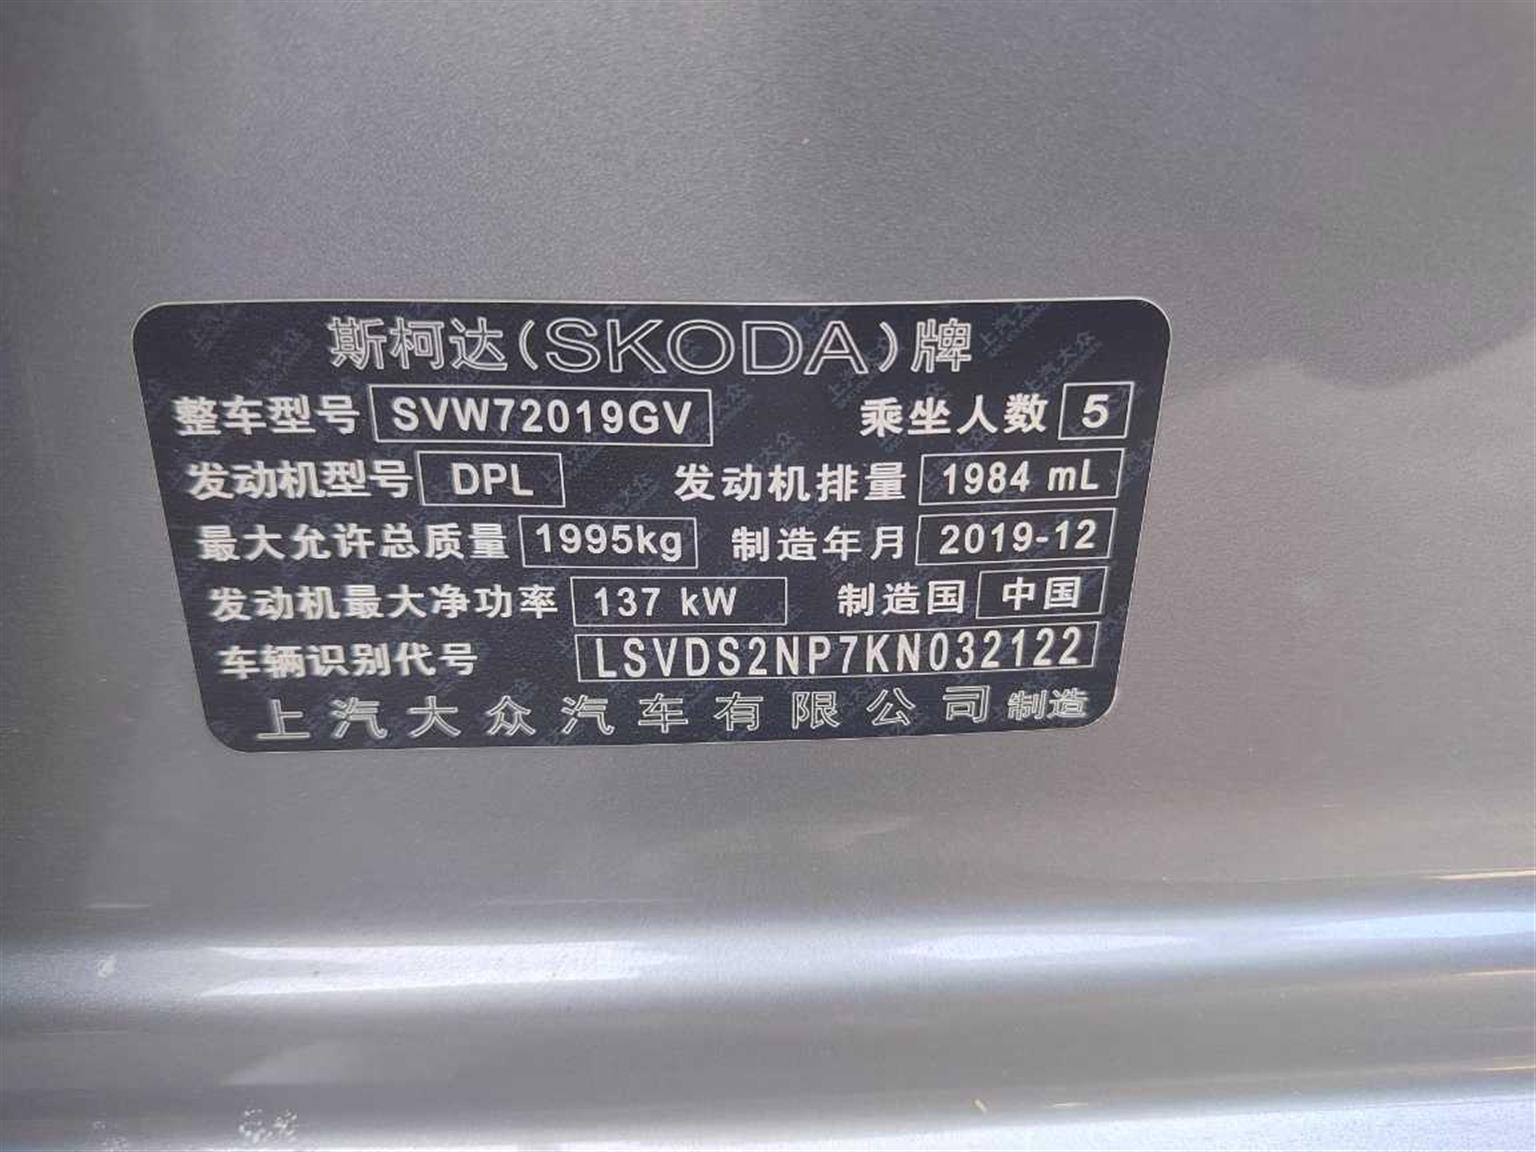 斯柯达(SKODA)牌
整车型号 SVW72019GV 乘坐人数 5
发动机型号 DPL 发动机排量 1984 mL
最大允许总质量 1995kg 制造年月 2019-12
发动机最大净功率 137 kW 制造国 中国
车辆识别代号 LSVDS2NP7KN032122
上汽大众汽车有限公司制造